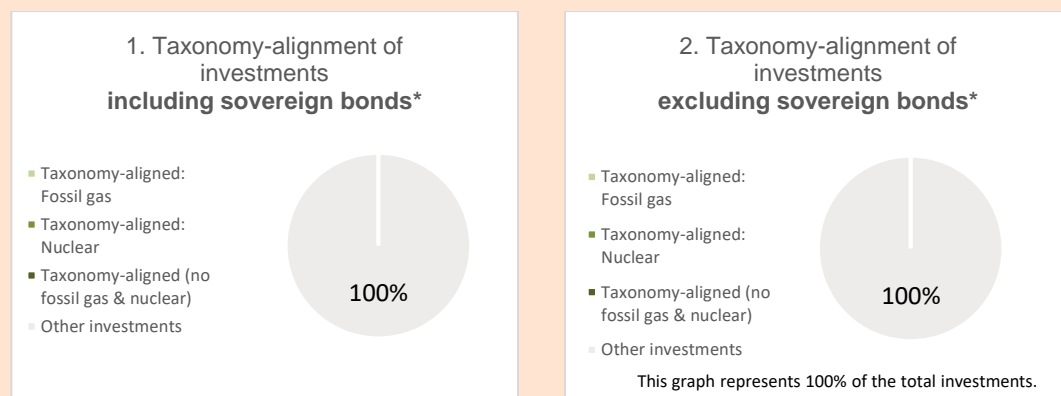 1. Taxonomy-alignment of
investments
including sovereign bonds*
Taxonomy-aligned:
Fossil gas
Taxonomy-aligned:
Nuclear
Taxonomy-aligned (no
fossil gas & nuclear)
Other investments
100%
2. Taxonomy-alignment of
investments
excluding sovereign bonds*
Taxonomy-aligned:
Fossil gas
Taxonomy-aligned:
Nuclear
Taxonomy-aligned (no
fossil gas & nuclear)
Other investments
100%
This graph represents 100% of the total investments.